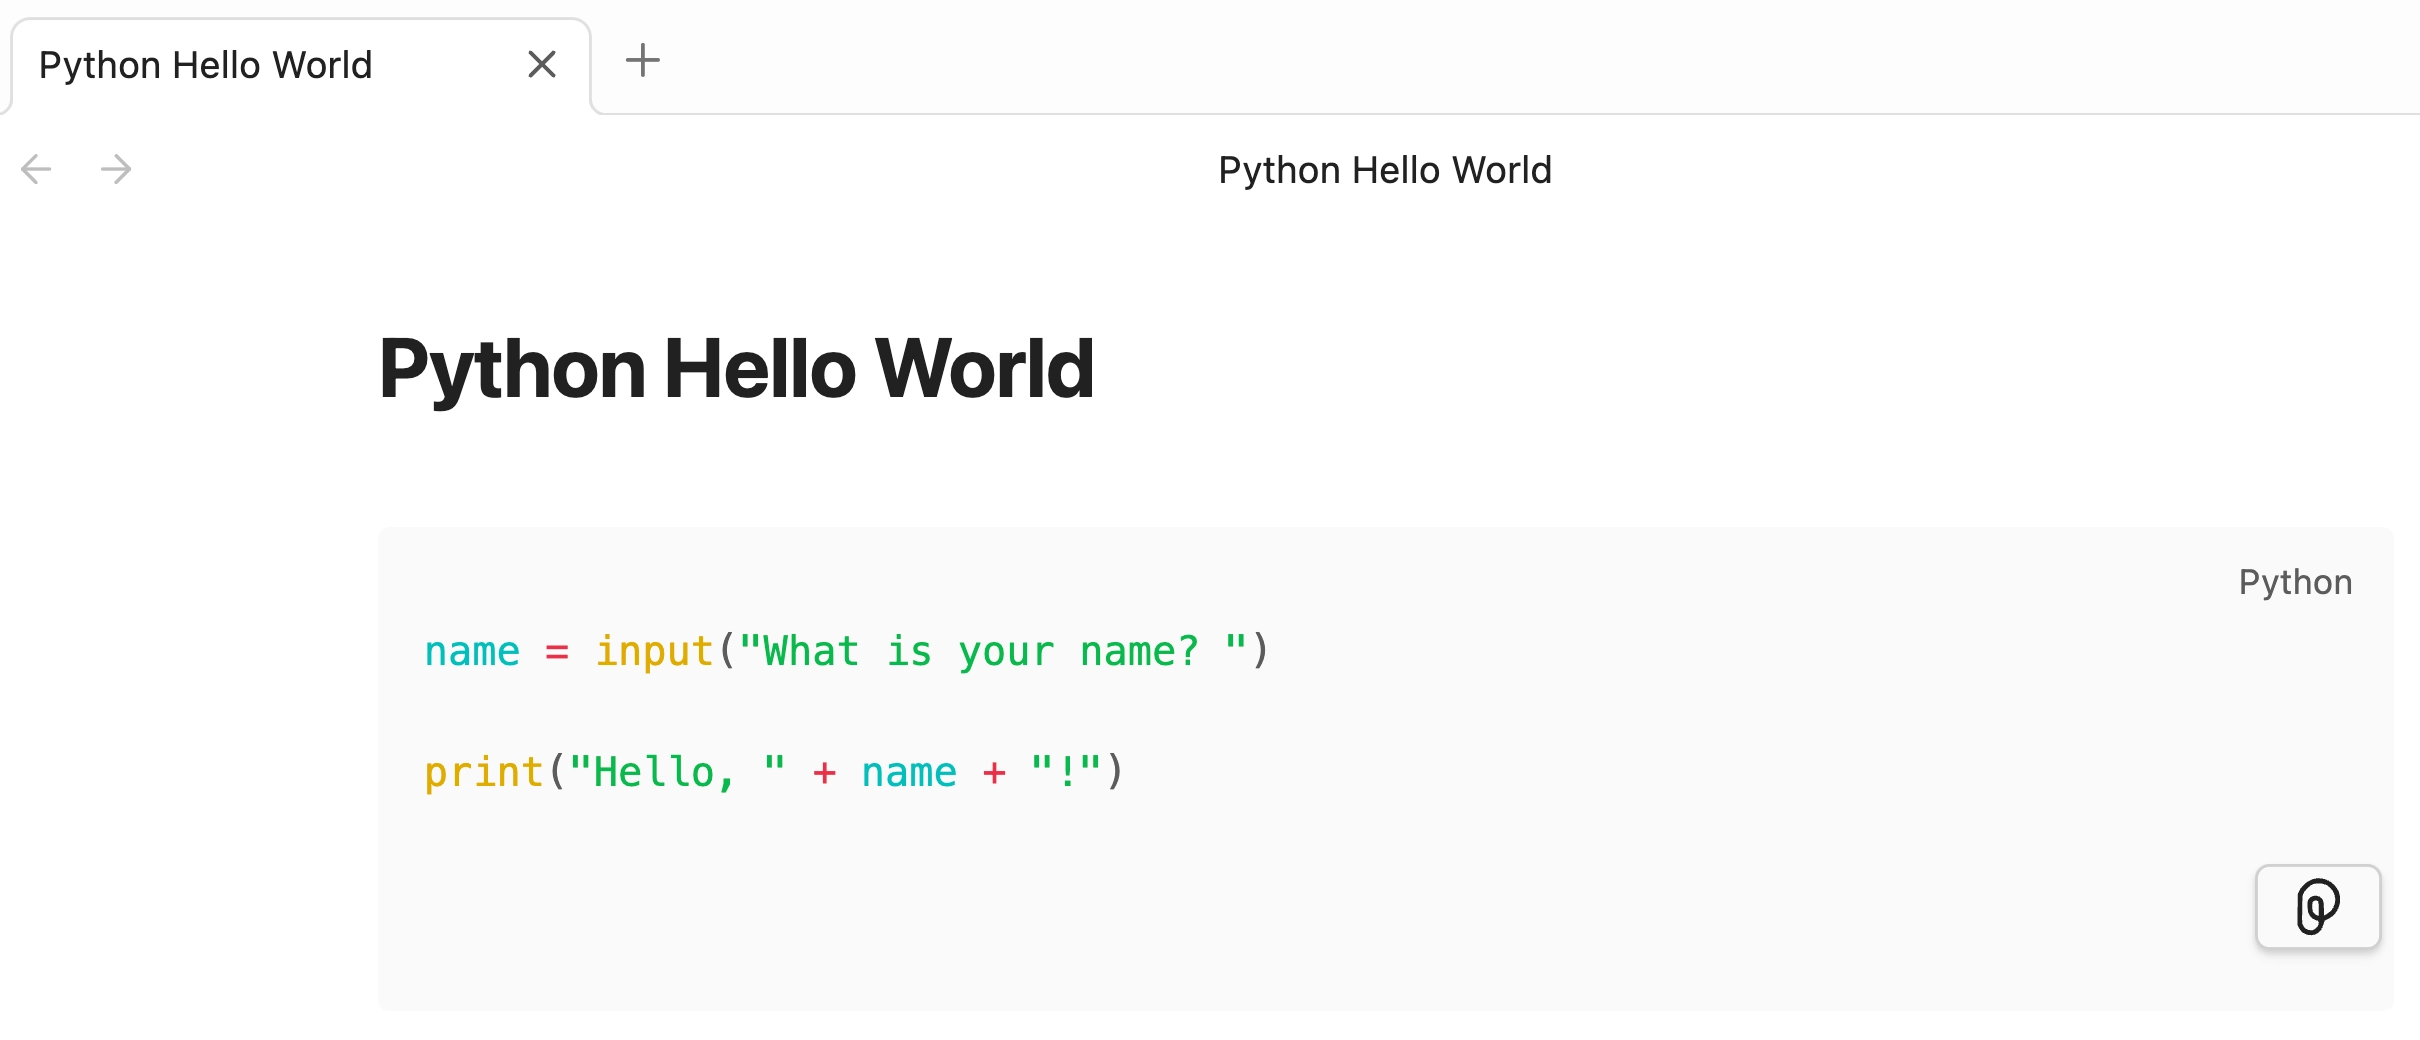 Python Hello World
Python Hello World
Python Hello World
Python
name = input("What is your name? ")
print("Hello, " + name + "!")